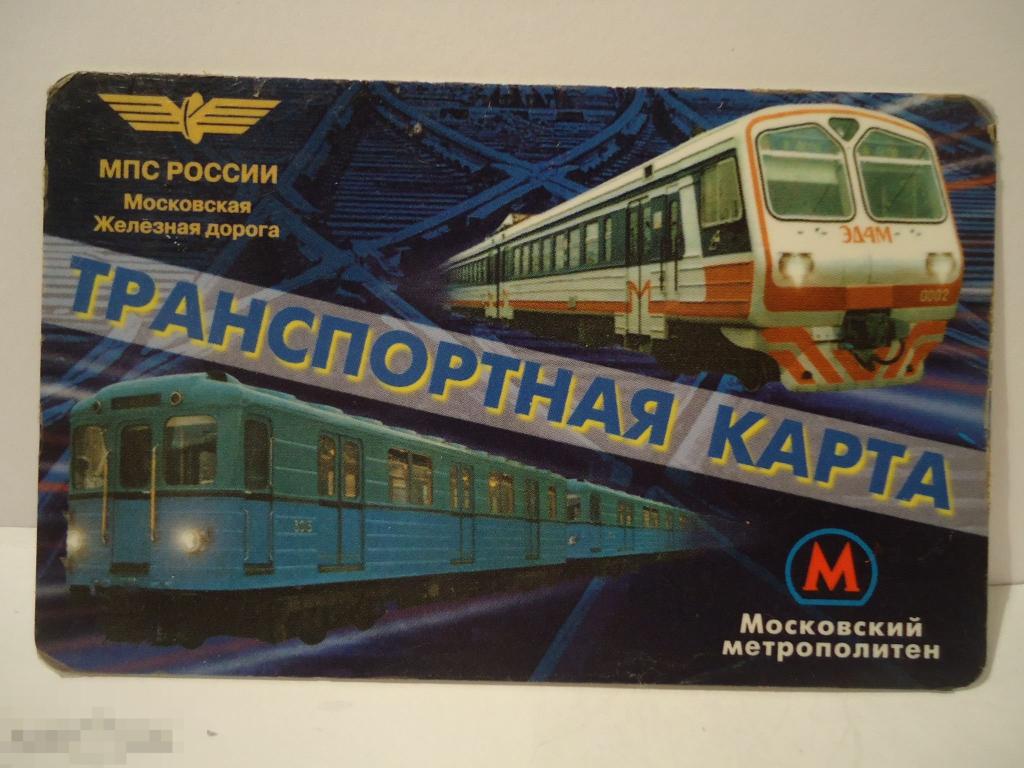 МПС РОССИИ
Московская
Железная дорога
ЭД4М
0002
ТРАНСПОРТНАЯ КАРТА
М
Московский
метрополитен